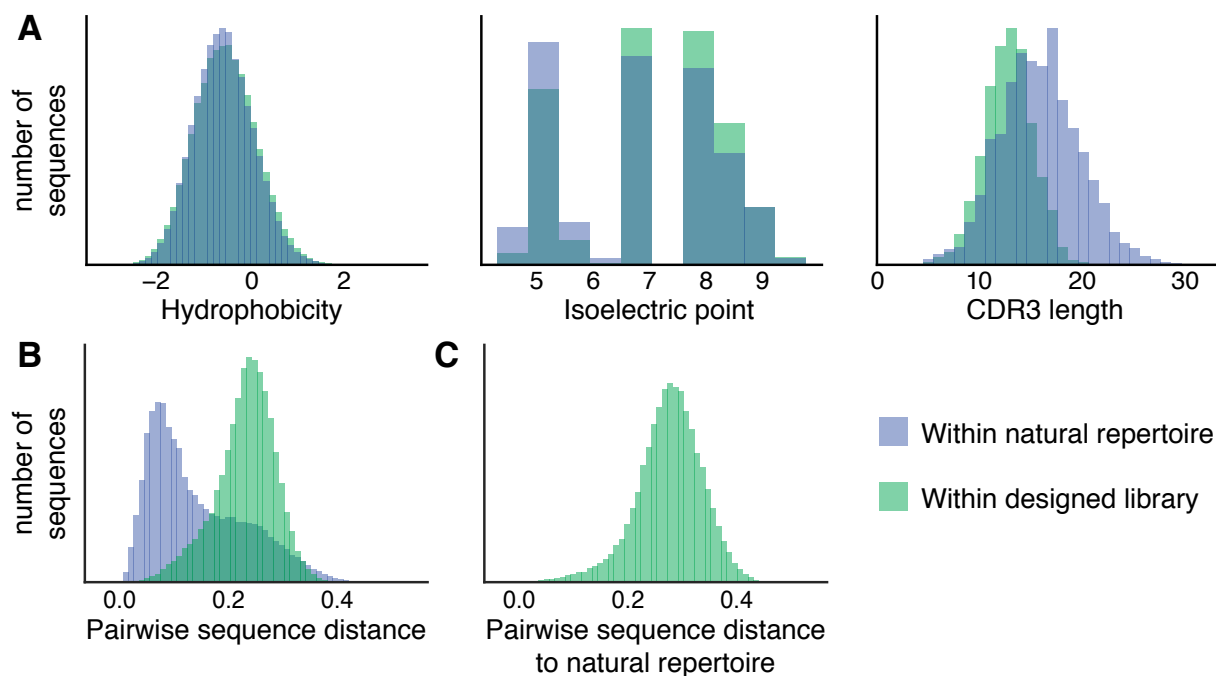 A
number of
sequences
−2 0 2
Hydrophobicity
5 6 7 8 9
Isoelectric point
0 10 20 30
CDR3 length
B
number of
sequences
0.0 0.2 0.4
Pairwise sequence distance
C
0.0 0.2 0.4
Pairwise sequence distance
to natural repertoire
Within natural repertoire
Within designed library